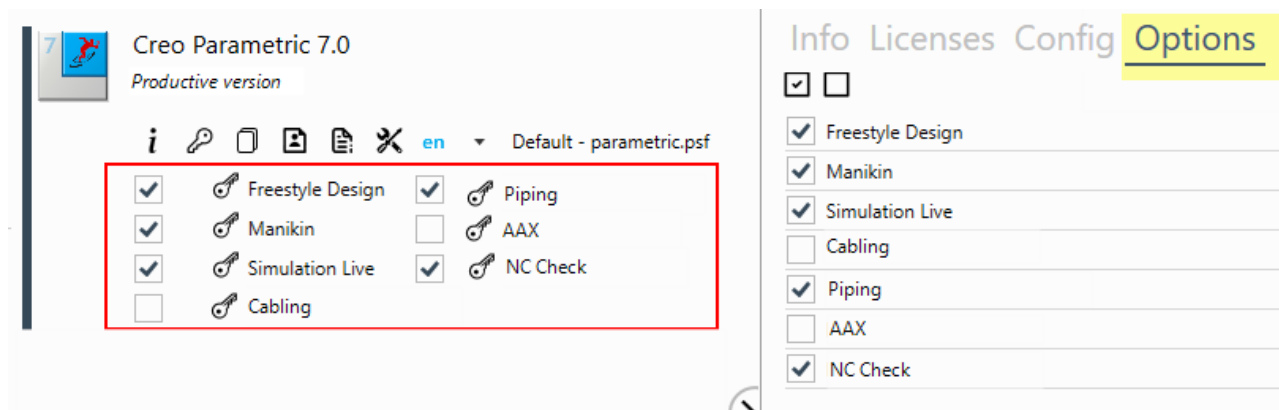 7
Creo Parametric 7.0
Productive version
i en Default - parametric.psf
Freestyle Design Piping
Manikin AAX
Simulation Live NC Check
Cabling
Info Licenses Config Options
Freestyle Design
Manikin
Simulation Live
Cabling
Piping
AAX
NC Check